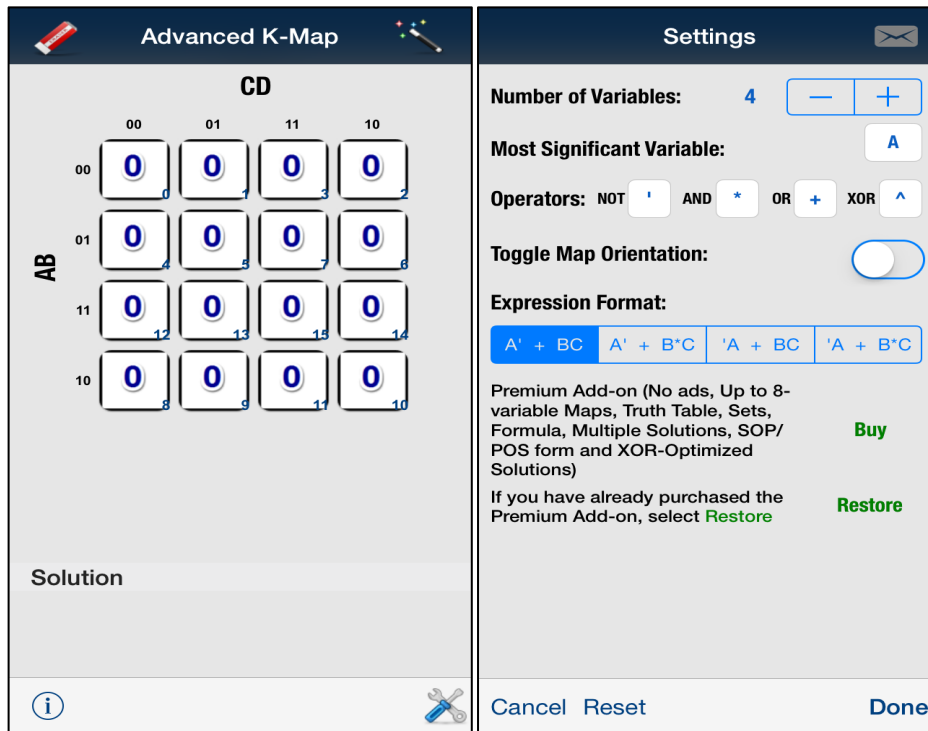 Advanced K-Map
CD
00 01 11 10
00 0 0 0 1 0 3 0 2
01 0 4 0 5 0 7 0 6
AB
11 0 12 0 13 0 15 0 14
10 0 8 0 9 0 11 0 10
Solution
Settings
Number of Variables: 4 — +
Most Significant Variable: A
Operators: NOT ' AND * OR + XOR ^
Toggle Map Orientation:
Expression Format:
A' + BC A' + B*C 'A + BC 'A + B*C
Premium Add-on (No ads, Up to 8-
variable Maps, Truth Table, Sets,
Formula, Multiple Solutions, SOP/
POS form and XOR-Optimized
Solutions)
Buy
If you have already purchased the
Premium Add-on, select Restore
Restore
Cancel Reset Done